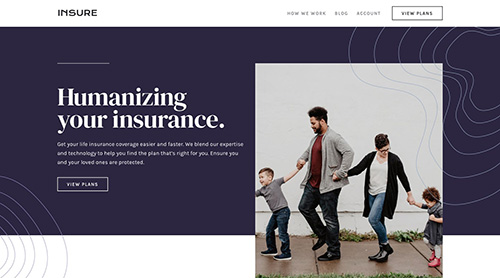 INSURE
HOW WE WORK BLOG ACCOUNT VIEW PLANS
Humanizing
your insurance.
Get your life insurance coverage easier and faster. We blend our expertise
and technology to help you find the plan that's right for you. Ensure you
and your loved ones are protected.
VIEW PLANS